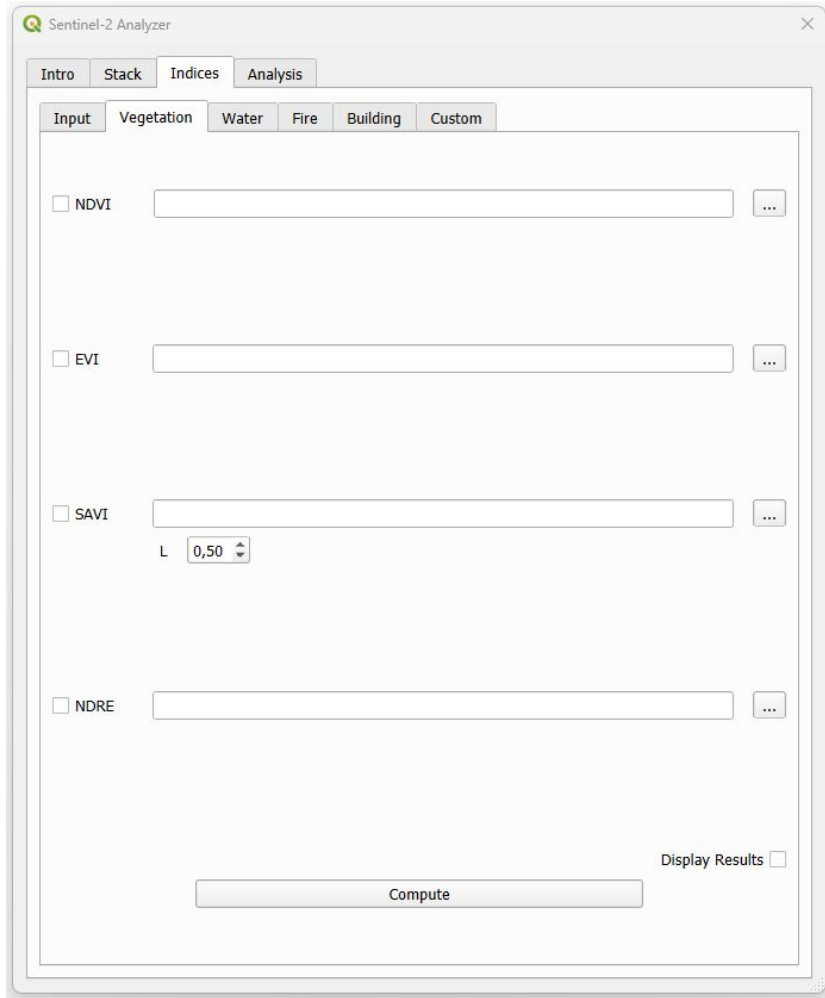 Sentinel-2 Analyzer
Intro Stack Indices Analysis
Input Vegetation Water Fire Building Custom
NDVI ...
EVI ...
SAVI ...
L 0,50
NDRE ...
Display Results
Compute